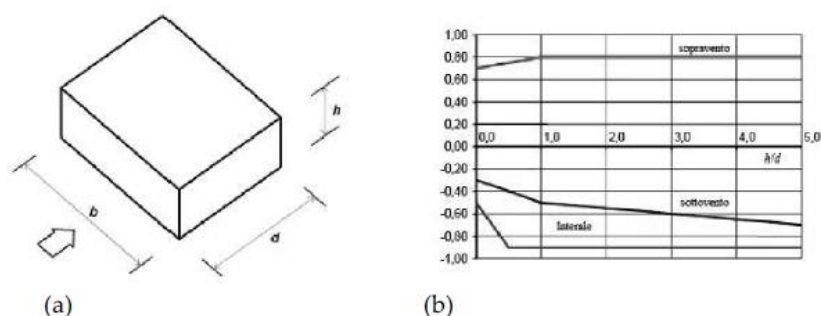 h
b
d
(a)
1,00
0,80
0,60
0,40
0,20
0,00
-0,20
-0,40
-0,60
-0,80
-1,00
sopravento
0,0 1,0 2,0 3,0 4,0 5,0
h/d
sottovento
laterale
(b)